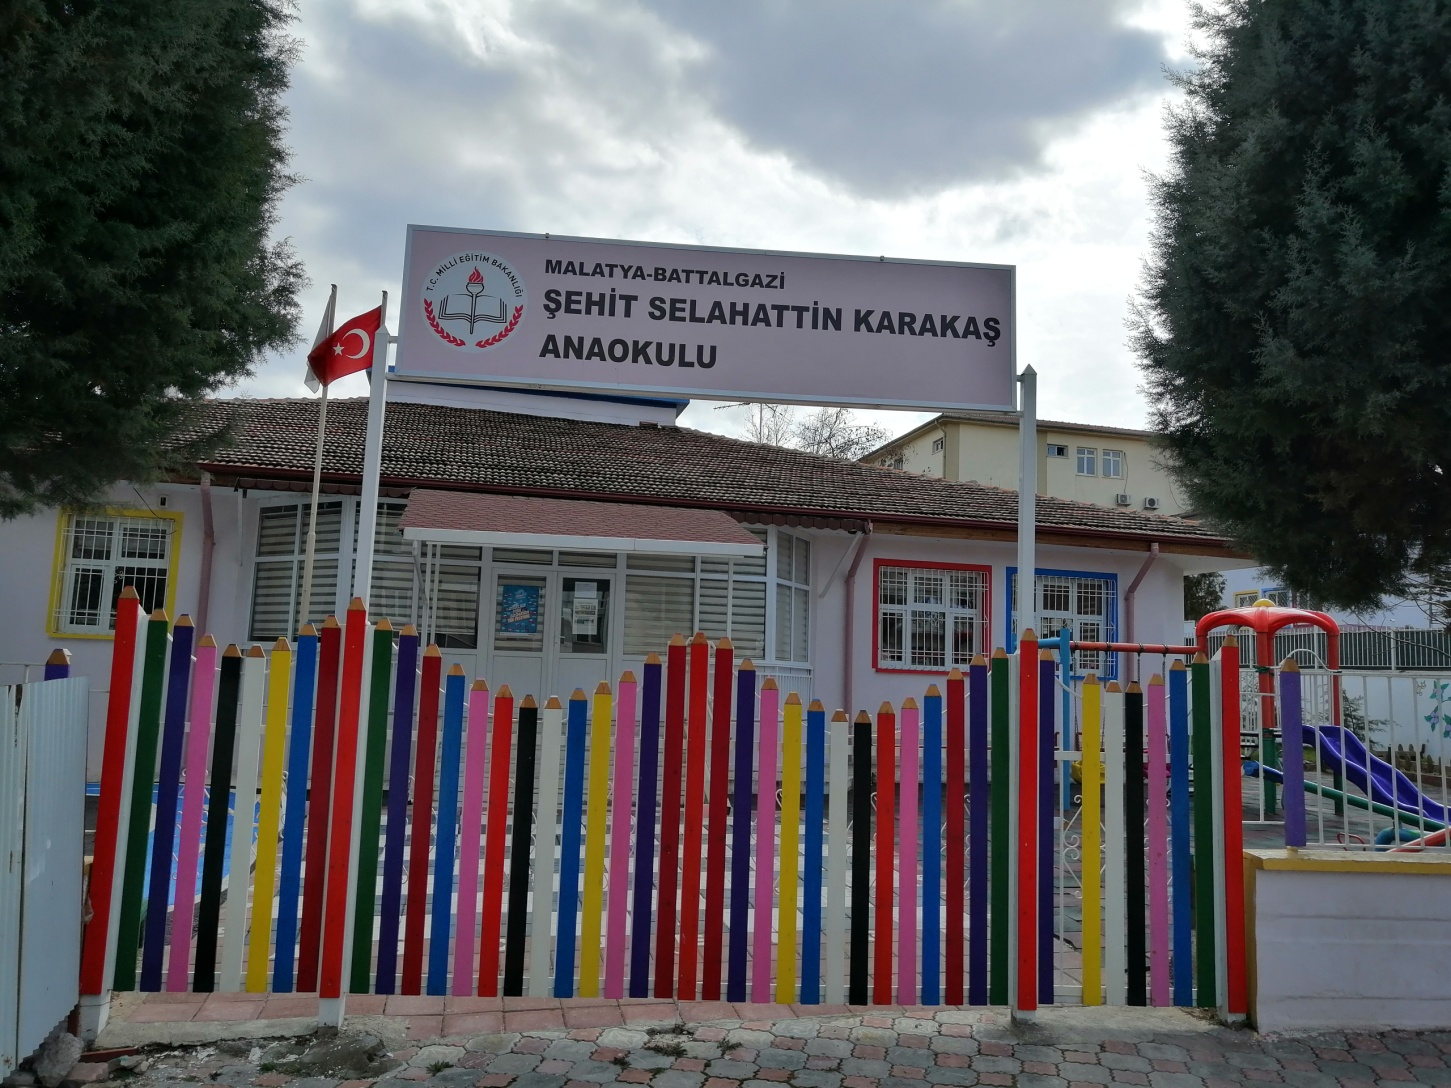 T.C. MİLLİ EĞİTİM BAKANLIĞI
MALATYA-BATTALGAZİ
ŞEHİT SELAHATTİN KARAKAŞ
ANAOKULU